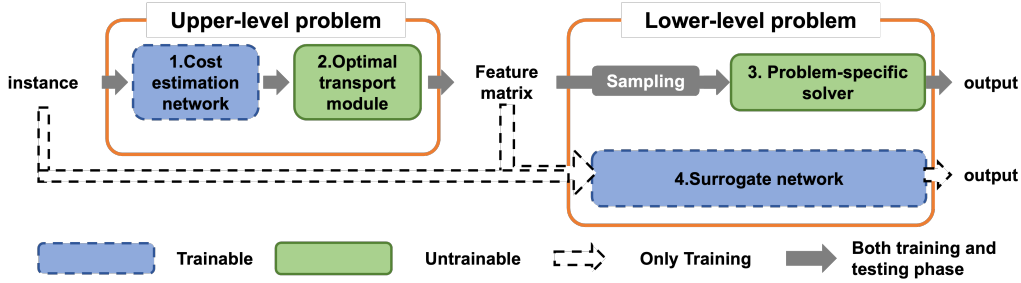 Upper-level problem
Lower-level problem
instance
1.Cost
estimation
network
2.Optimal
transport
module
Feature
matrix
Sampling
3. Problem-specific
solver
output
4.Surrogate network
output
Trainable
Untrainable
Only Training
Both training and
testing phase